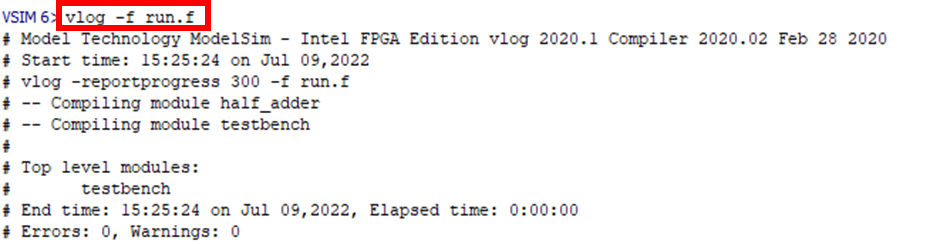 VSIM 6> vlog -f run.f
# Model Technology ModelSim - Intel FPGA Edition vlog 2020.1 Compiler 2020.02 Feb 28 2020
# Start time: 15:25:24 on Jul 09,2022
# vlog -reportprogress 300 -f run.f
# -- Compiling module half_adder
# -- Compiling module testbench
#
# Top level modules:
#       testbench
# End time: 15:25:24 on Jul 09,2022, Elapsed time: 0:00:00
# Errors: 0, Warnings: 0